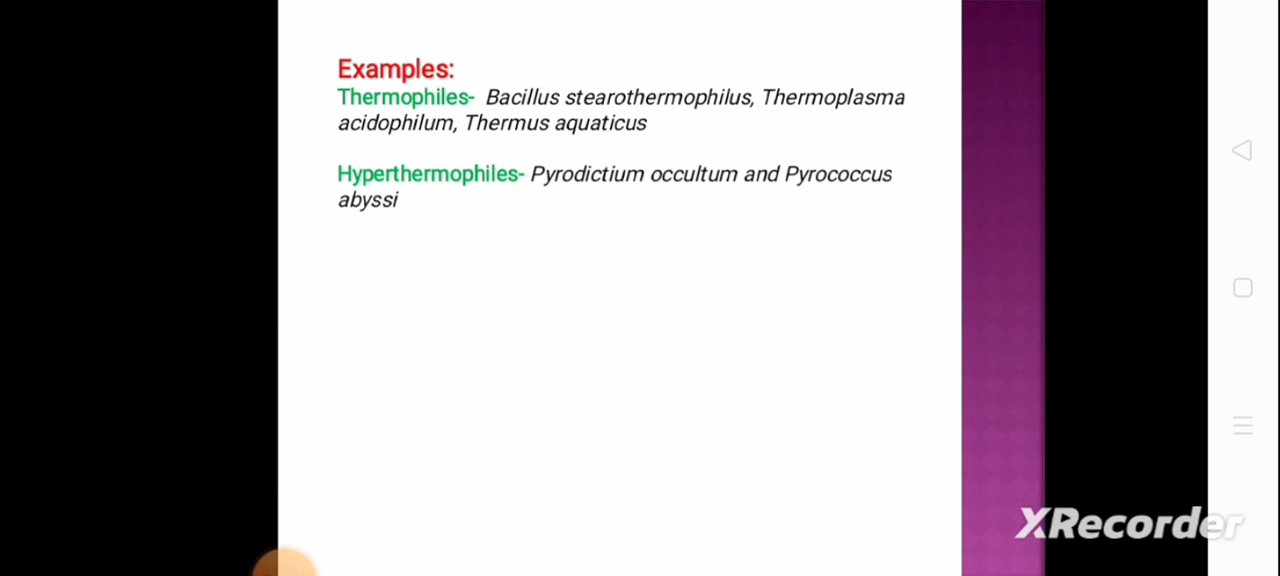 Examples:
Thermophiles- Bacillus stearothermophilus, Thermoplasma
acidophilum, Thermus aquaticus
Hyperthermophiles- Pyrodictium occultum and Pyrococcus
abyssi
XRecorder